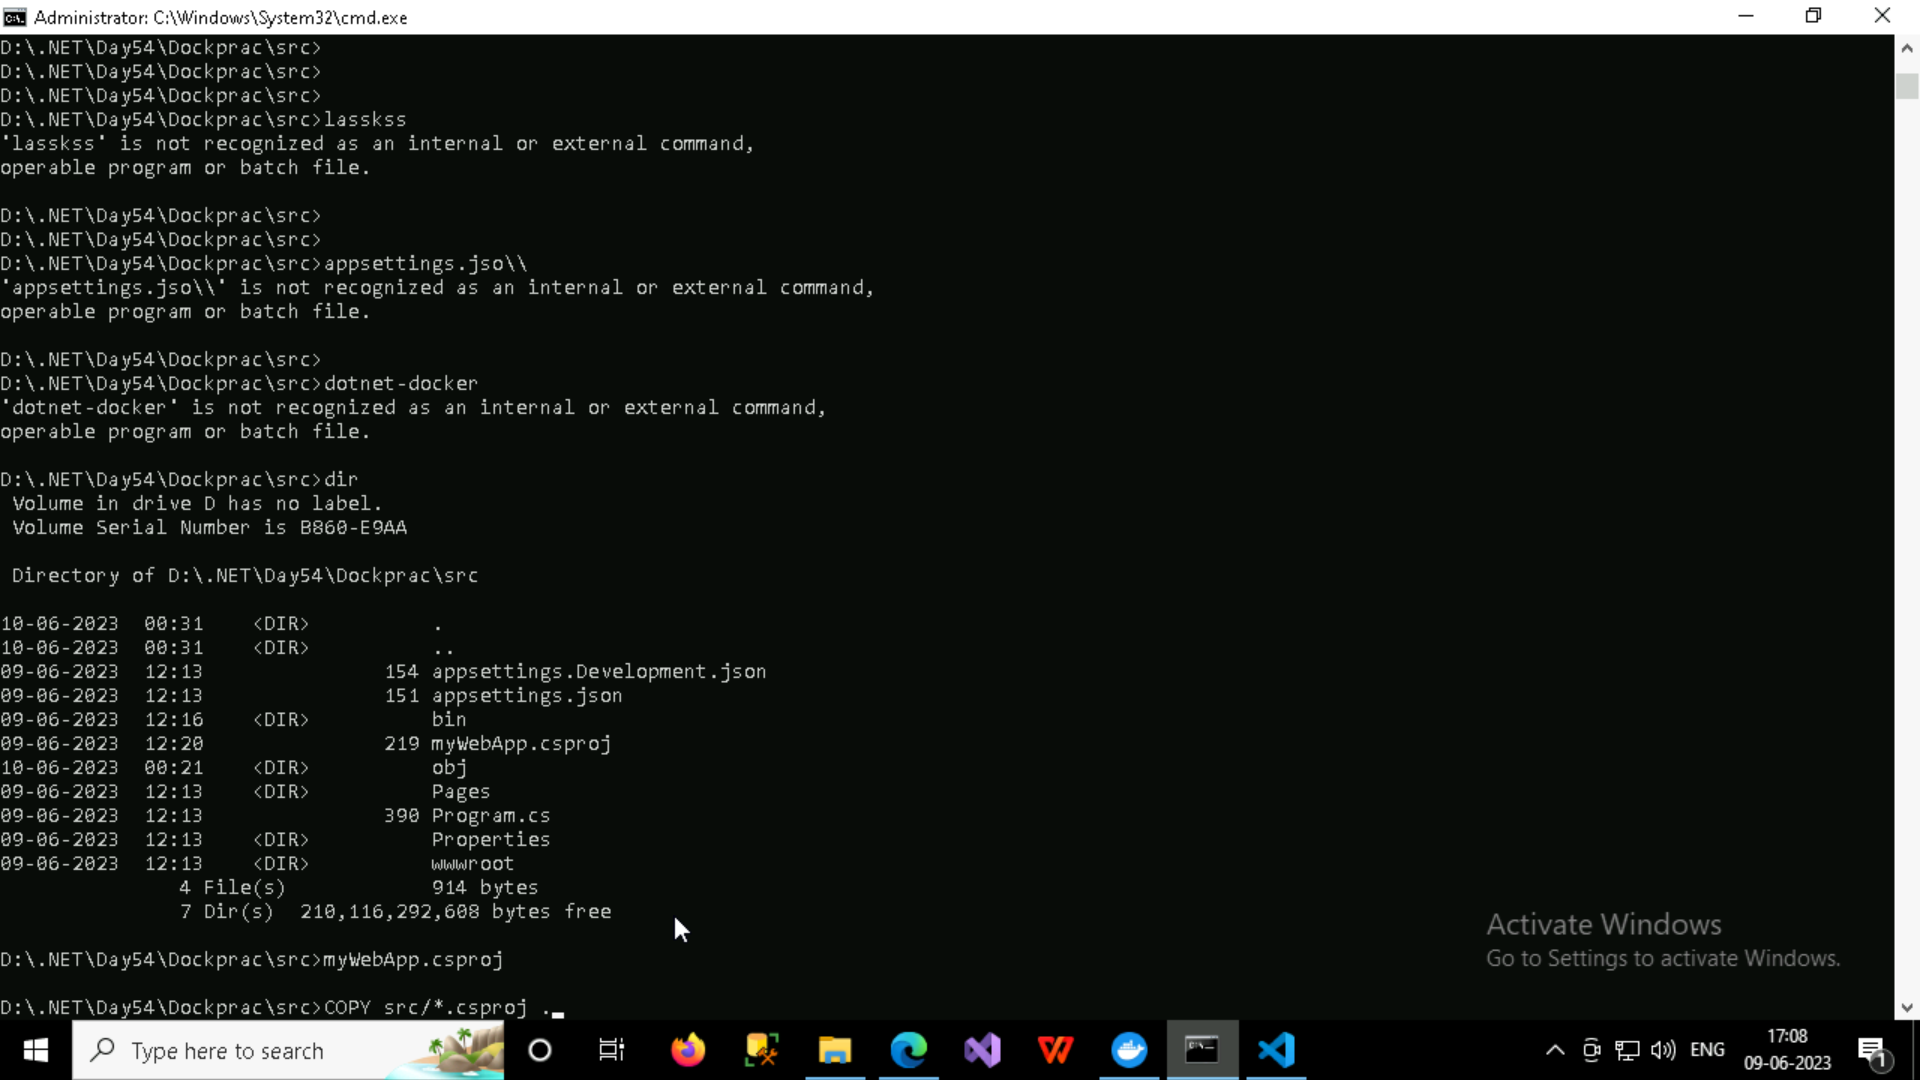 Administrator: C:\Windows\System32\cmd.exe
D:\.NET\Day54\Dockprac\src>
D:\.NET\Day54\Dockprac\src>
D:\.NET\Day54\Dockprac\src>
D:\.NET\Day54\Dockprac\src>lasskss
'lasskss' is not recognized as an internal or external command,
operable program or batch file.
D:\.NET\Day54\Dockprac\src>
D:\.NET\Day54\Dockprac\src>
D:\.NET\Day54\Dockprac\src>appsettings.jso\\
'appsettings.jso\\' is not recognized as an internal or external command,
operable program or batch file.
D:\.NET\Day54\Dockprac\src>
D:\.NET\Day54\Dockprac\src>dotnet-docker
'dotnet-docker' is not recognized as an internal or external command,
operable program or batch file.
D:\.NET\Day54\Dockprac\src>dir
Volume in drive D has no label.
Volume Serial Number is B860-E9AA
Directory of D:\.NET\Day54\Dockprac\src
10-06-2023  00:31    <DIR>          .
10-06-2023  00:31    <DIR>          ..
09-06-2023  12:13               154 appsettings.Development.json
09-06-2023  12:13               151 appsettings.json
09-06-2023  12:16    <DIR>          bin
09-06-2023  12:20               219 myWebApp.csproj
10-06-2023  00:21    <DIR>          obj
09-06-2023  12:13    <DIR>          Pages
09-06-2023  12:13               390 Program.cs
09-06-2023  12:13    <DIR>          Properties
09-06-2023  12:13    <DIR>          wwwroot
4 File(s)            914 bytes
7 Dir(s)  210,116,292,608 bytes free
D:\.NET\Day54\Dockprac\src>myWebApp.csproj
D:\.NET\Day54\Dockprac\src>COPY src/*.csproj .
Activate Windows
Go to Settings to activate Windows.
Type here to search
ENG
17:08
09-06-2023
1